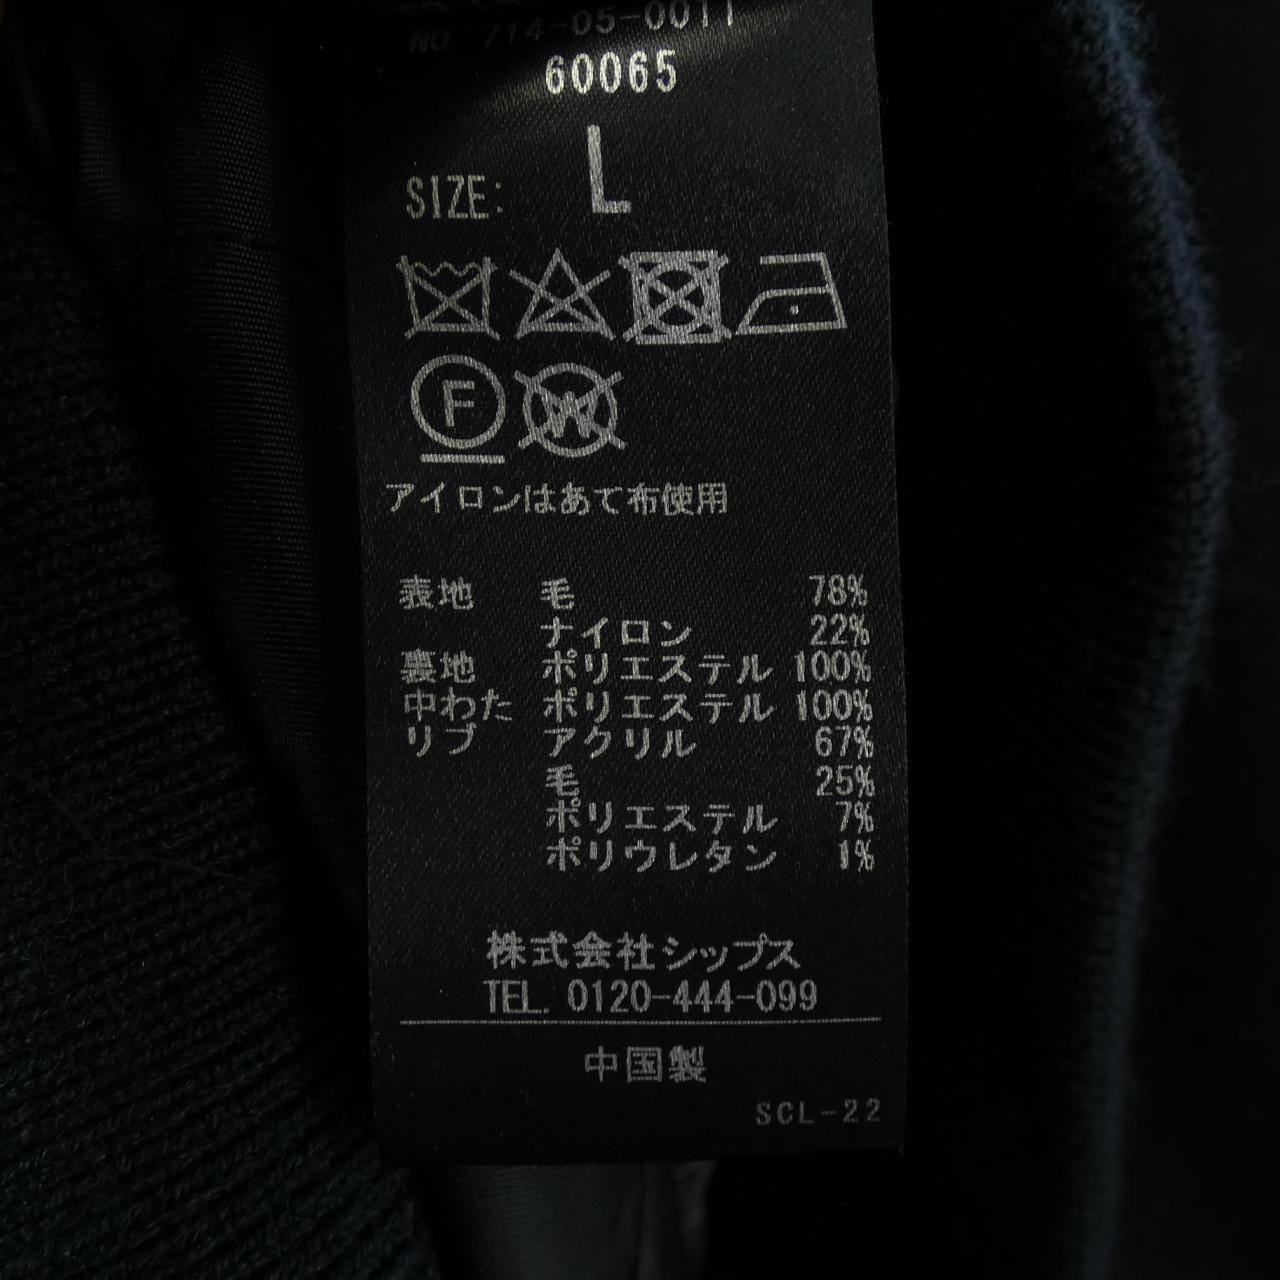 NO. 714-05-0011
60065
SIZE: L
F W
アイロンはあて布使用
表地 毛 78%
ナイロン 22%
裏地 ポリエステル 100%
中わた ポリエステル 100%
リブ アクリル 67%
毛 25%
ポリエステル 7%
ポリウレタン 1%
株式会社シップス
TEL. 0120-444-099
中国製
SCL-22